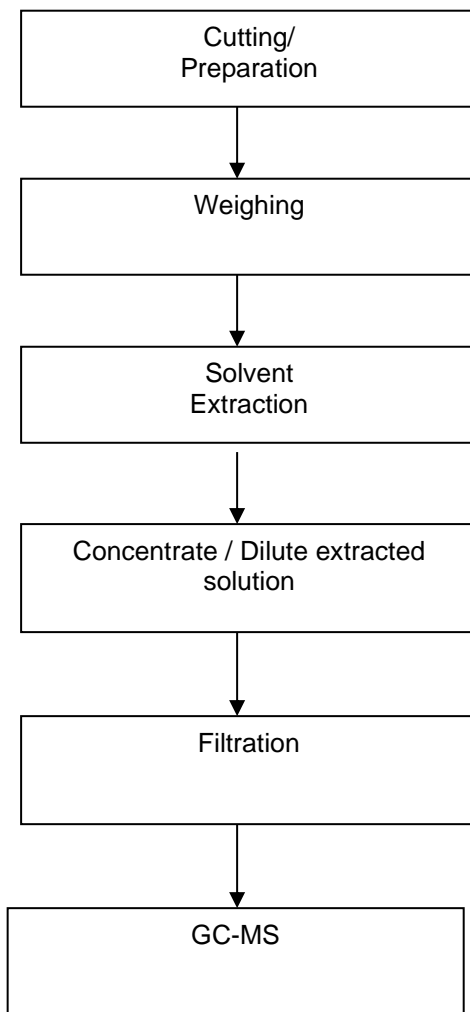 Cutting/
Preparation
Weighing
Solvent
Extraction
Concentrate / Dilute extracted
solution
Filtration
GC-MS